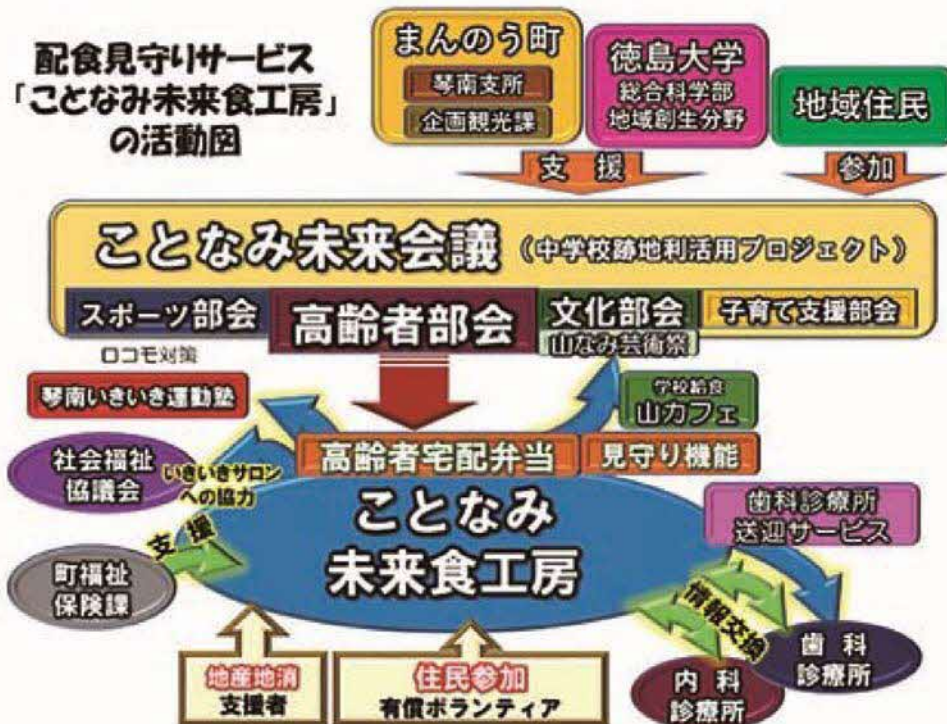 配食見守りサービス
「ことなみ未来食工房」
の活動図
まんのう町
琴南支所
企画観光課
徳島大学
総合科学部
地域創生分野
地域住民
支援
参加
ことなみ未来会議（中学校跡地利活用プロジェクト）
スポーツ部会
高齢者部会
文化部会
山なみ芸術祭
子育て支援部会
ロコモ対策
琴南いきいき運動塾
学校給食
山カフェ
社会福祉
協議会
いきいきサロン
への協力
高齢者宅配弁当
見守り機能
ことなみ
未来食工房
歯科診療所
送迎サービス
支援
町福祉
保険課
情報交換
地産地消
支援者
住民参加
有償ボランティア
内科
診療所
歯科
診療所